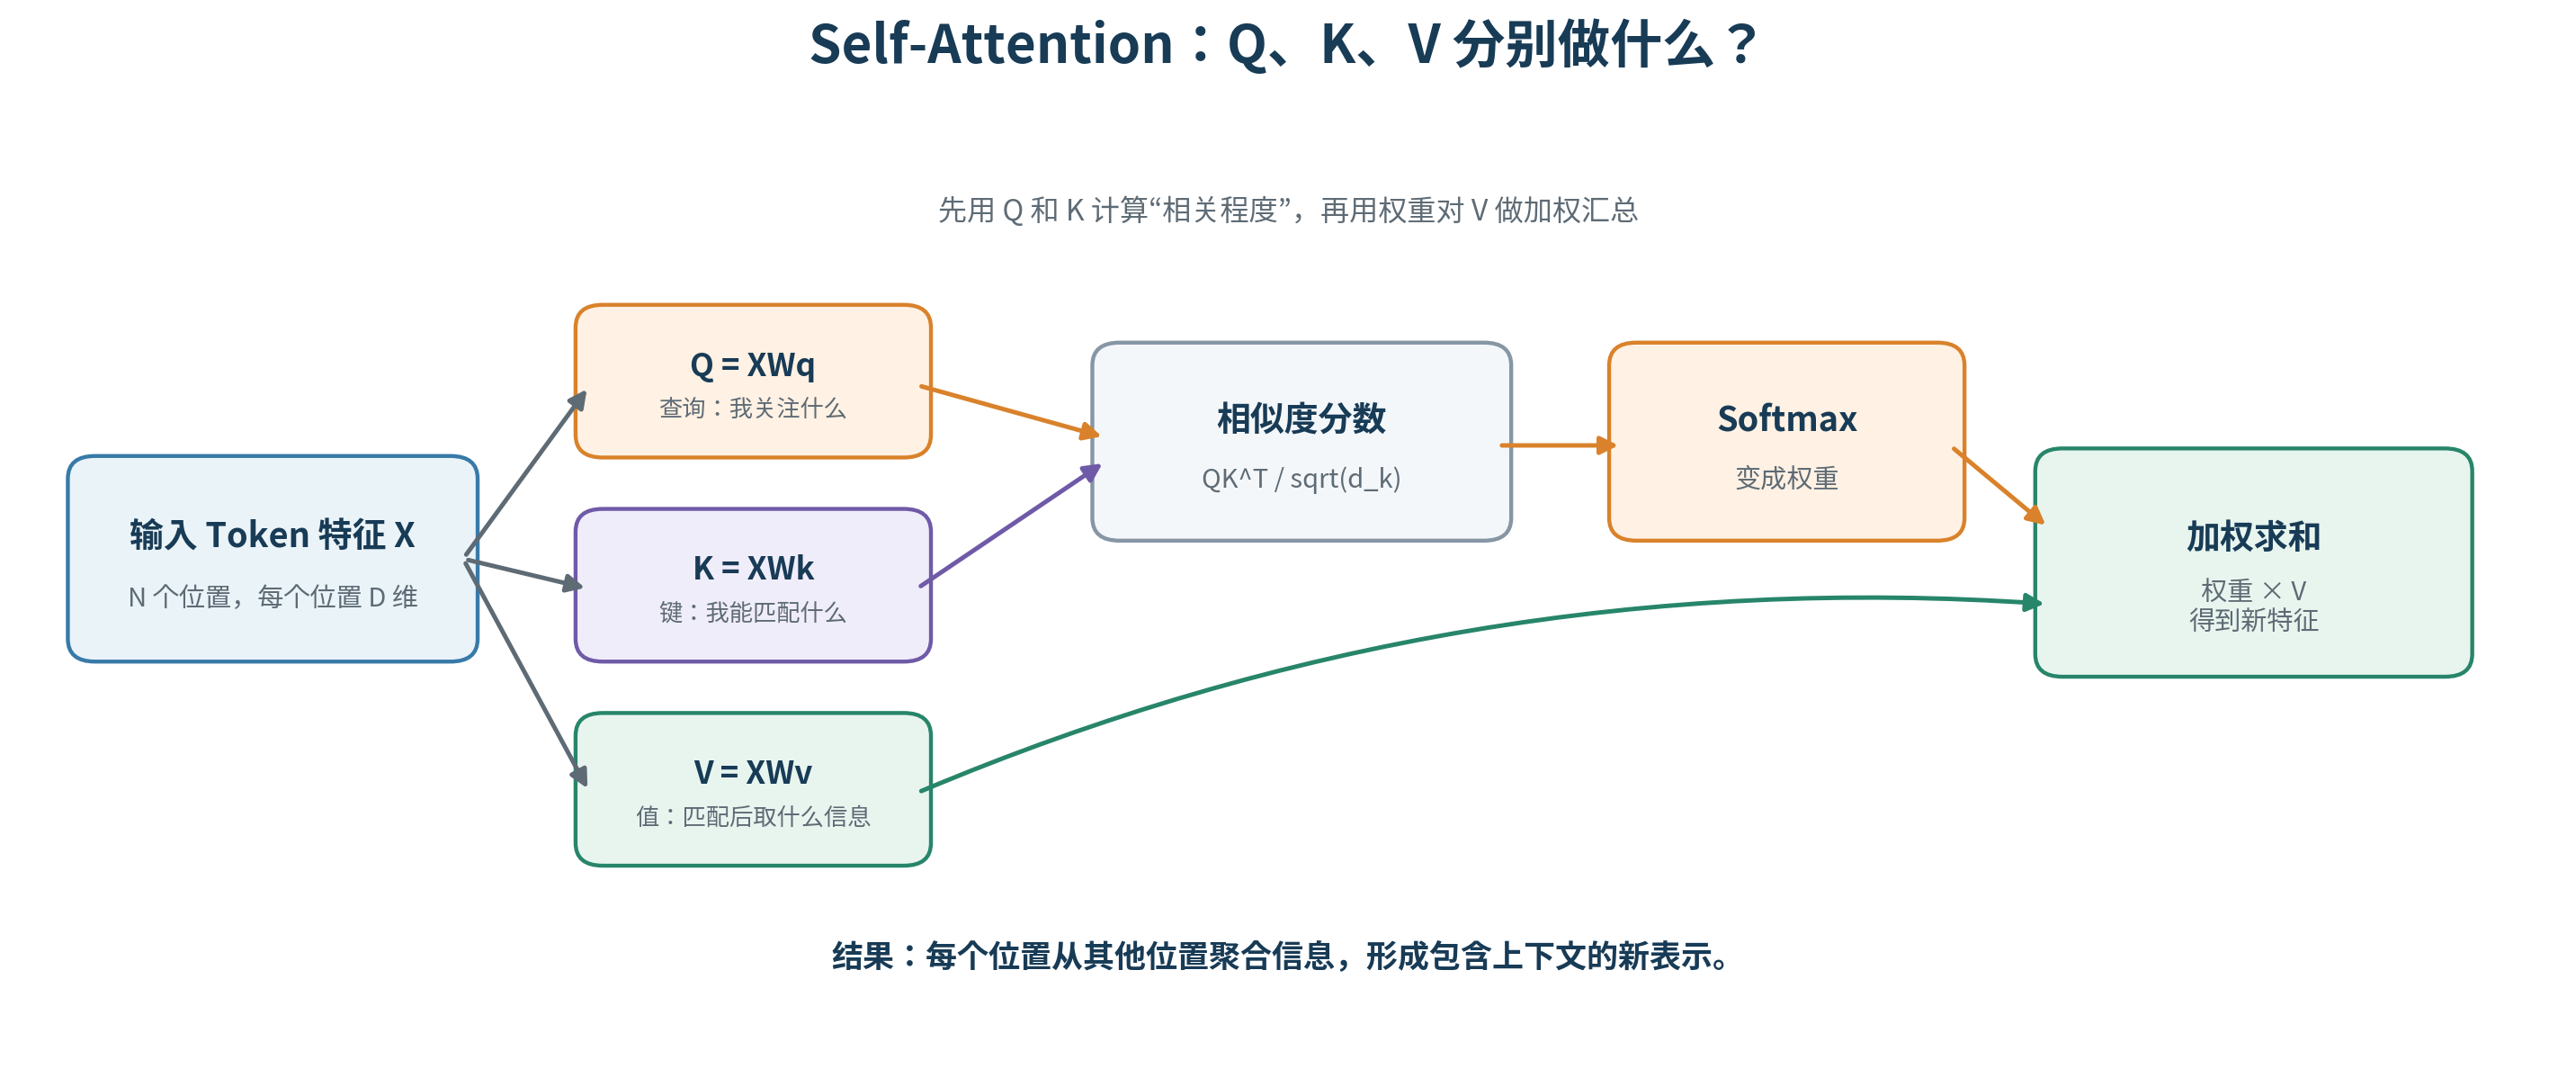 Self-Attention：Q、K、V 分别做什么？
先用 Q 和 K 计算“相关程度”，再用权重对 V 做加权汇总
输入 Token 特征 X
N 个位置，每个位置 D 维
Q = XWq
查询：我关注什么
K = XWk
键：我能匹配什么
V = XWv
值：匹配后取什么信息
相似度分数
QK^T / sqrt(d_k)
Softmax
变成权重
加权求和
权重 × V
得到新特征
结果：每个位置从其他位置聚合信息，形成包含上下文的新表示。